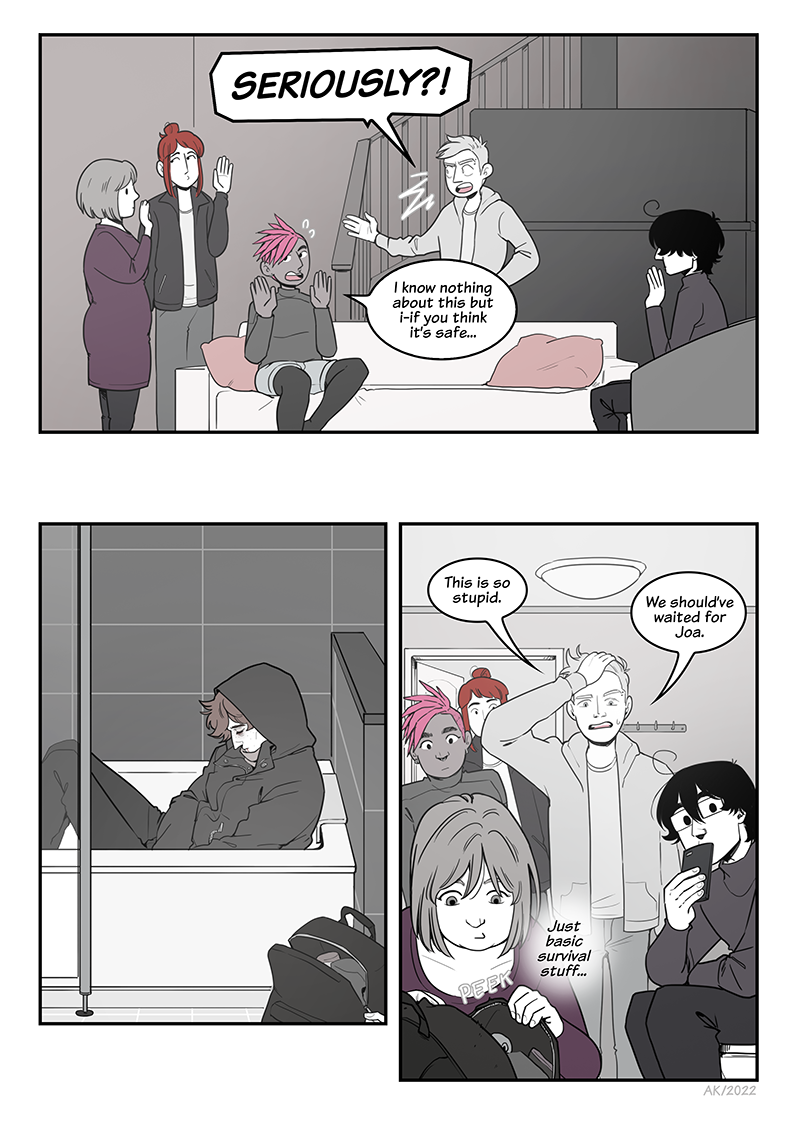 SERIOUSLY?!
I know nothing
about this but
i-if you think
it's safe...
This is so
stupid.
We should've
waited for
Joa.
Just
basic
survival
stuff...
PEEK
AK/2022